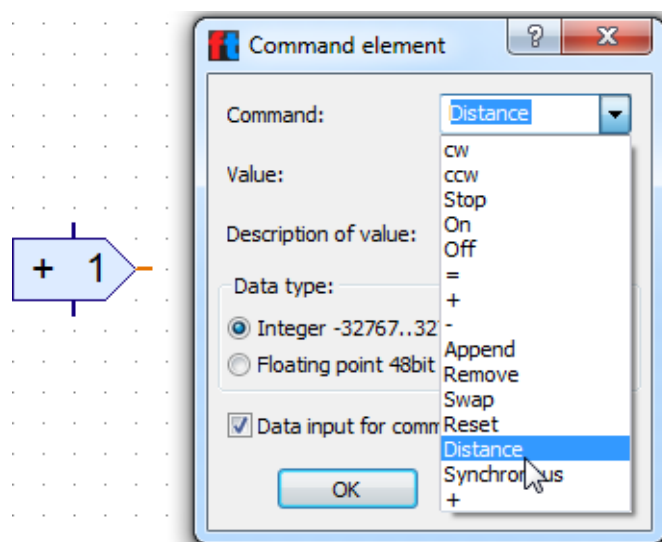 ft Command element ?
Command: Distance
Value:
Description of value:
Data type:
Integer -32767..32
Floating point 48bit
Data input for comm
OK
cw
ccw
Stop
On
Off
=
+
-
Append
Remove
Swap
Reset
Distance
Synchronous
+
+ 1